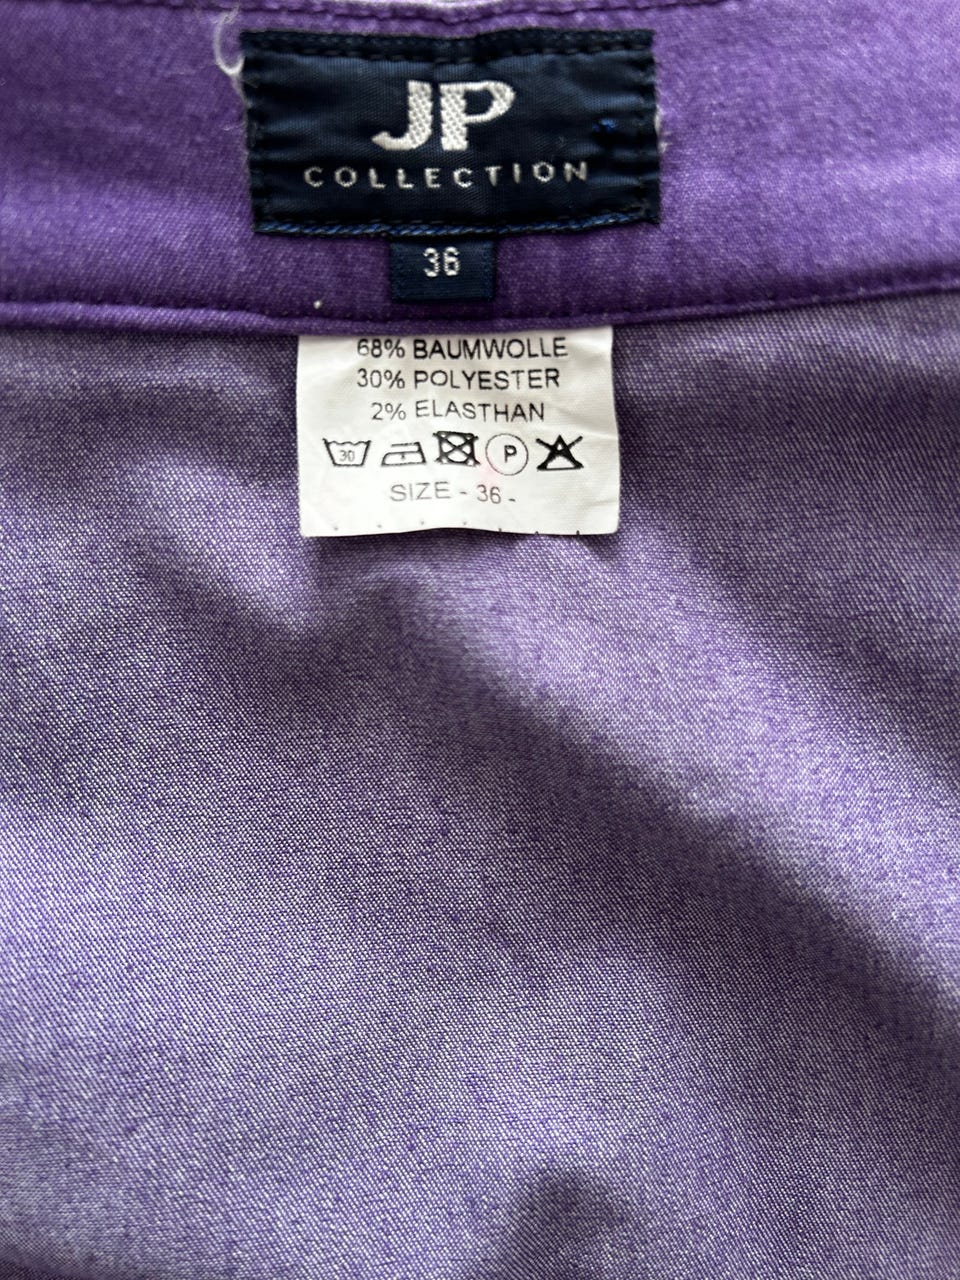 JP
COLLECTION
36
68% BAUMWOLLE
30% POLYESTER
2% ELASTHAN
30 P
SIZE - 36 -